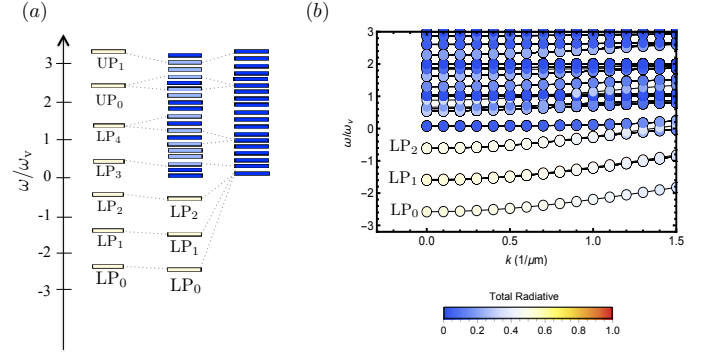 (a)
ω/ωᵥ
3
2
1
0
-1
-2
-3
UP₁
UP₀
LP₄
LP₃
LP₂
LP₁
LP₀
LP₂
LP₁
LP₀
(b)
ω/ωᵥ
3
2
1
0
-1
-2
-3
LP₂
LP₁
LP₀
0.0
0.5
1.0
1.5
k (1/μm)
Total Radiative
0
0.2
0.4
0.6
0.8
1.0